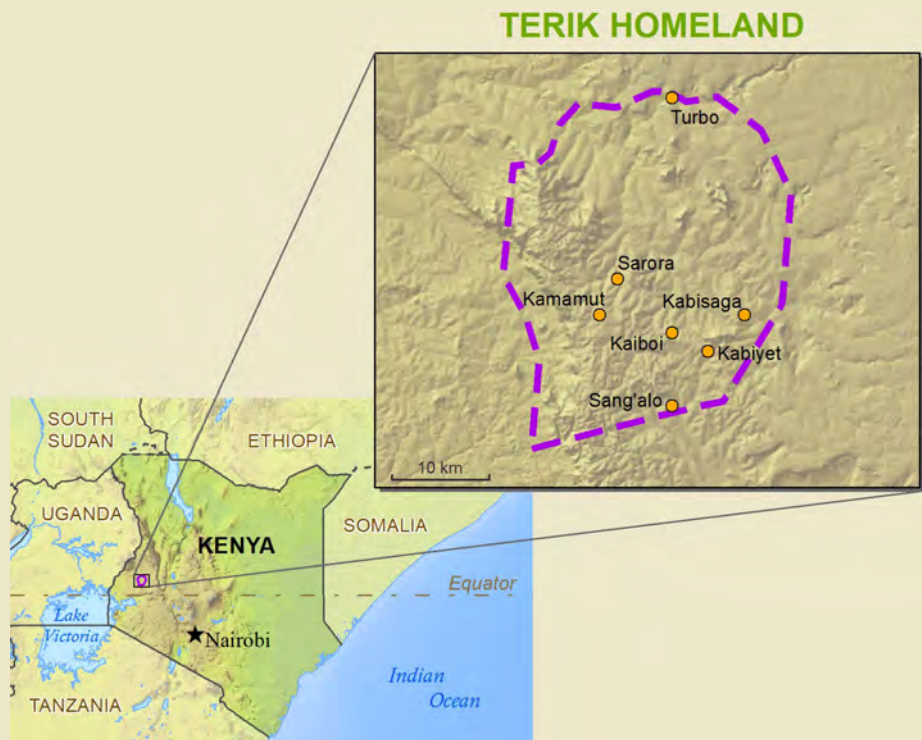 TERIK HOMELAND
Turbo
Sarora
Kamamut
Kabisaga
Kaiboi
Kabiyet
Sang'alo
10 km
SOUTH
SUDAN
ETHIOPIA
UGANDA
SOMALIA
KENYA
Equator
Lake
Victoria
Nairobi
TANZANIA
Indian
Ocean